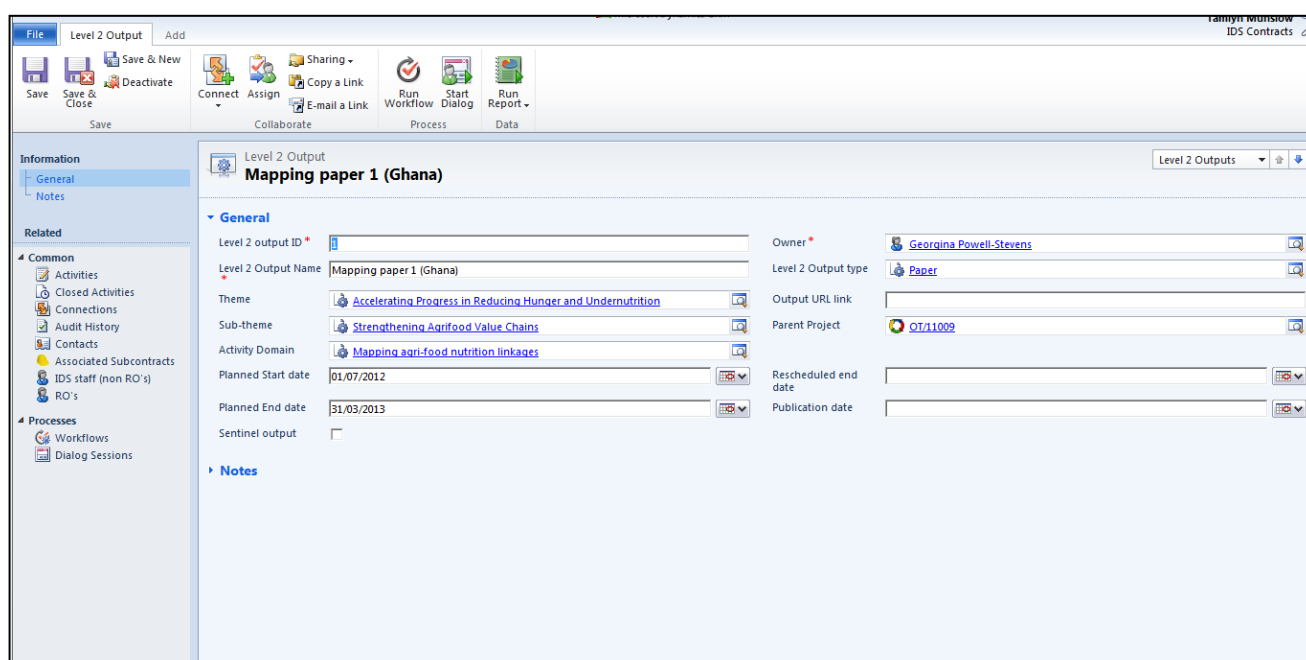 Tamlyn Munslow
IDS Contracts
File
Level 2 Output
Add
Save
Save & Close
Save & New
Deactivate
Save
Connect
Assign
Sharing
Copy a Link
E-mail a Link
Collaborate
Run Workflow
Start Dialog
Process
Run Report
Data
Information
General
Notes
Related
Common
Activities
Closed Activities
Connections
Audit History
Contacts
Associated Subcontracts
IDS staff (non RO's)
RO's
Processes
Workflows
Dialog Sessions
Level 2 Output
Mapping paper 1 (Ghana)
Level 2 Outputs
General
Level 2 output ID * 1
Owner * Georgina Powell-Stevens
Level 2 Output Name * Mapping paper 1 (Ghana)
Level 2 Output type Paper
Theme Accelerating Progress in Reducing Hunger and Undernutrition
Output URL link
Sub-theme Strengthening Agrifood Value Chains
Parent Project OT/11009
Activity Domain Mapping agri-food nutrition linkages
Planned Start date 01/07/2012
Rescheduled end date
Planned End date 31/03/2013
Publication date
Sentinel output
Notes